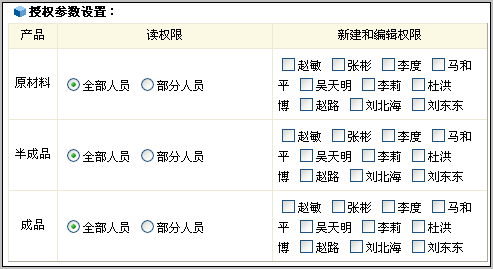 授权参数设置：
产品 读权限 新建和编辑权限
赵敏 张彬 李度 马和
原材料 全部人员 部分人员 平 吴天明 李莉 杜洪
博 赵路 刘北海 刘东东
赵敏 张彬 李度 马和
半成品 全部人员 部分人员 平 吴天明 李莉 杜洪
博 赵路 刘北海 刘东东
赵敏 张彬 李度 马和
成品 全部人员 部分人员 平 吴天明 李莉 杜洪
博 赵路 刘北海 刘东东